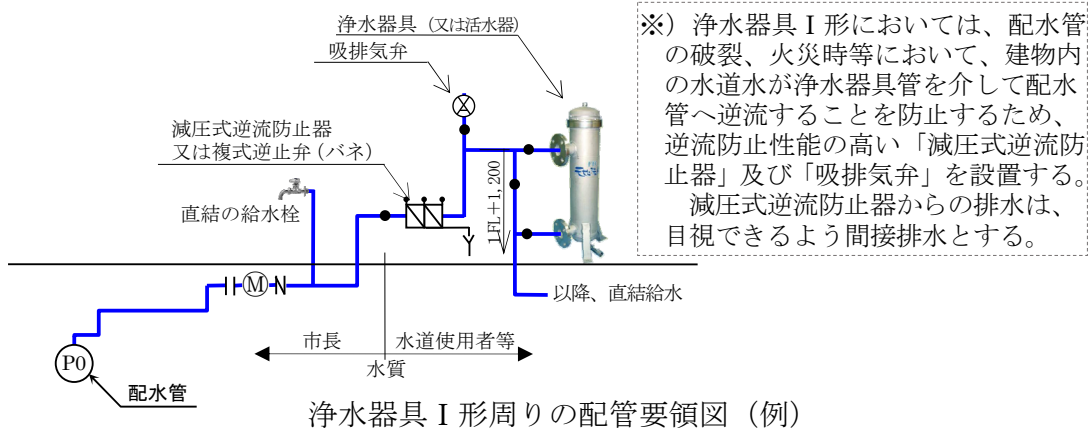 浄水器具（又は活水器）
吸排気弁
減圧式逆流防止器
又は複式逆止弁（バネ）
直結の給水栓
1FL＋1,200
M
以降、直結給水
市長
水道使用者等
水質
P0
配水管
※）浄水器具Ⅰ形においては、配水管
の破裂、火災時等において、建物内
の水道水が浄水器具管を介して配水
管へ逆流することを防止するため、
逆流防止性能の高い「減圧式逆流防
止器」及び「吸排気弁」を設置する。
減圧式逆流防止器からの排水は、
目視できるよう間接排水とする。
浄水器具Ⅰ形周りの配管要領図（例）